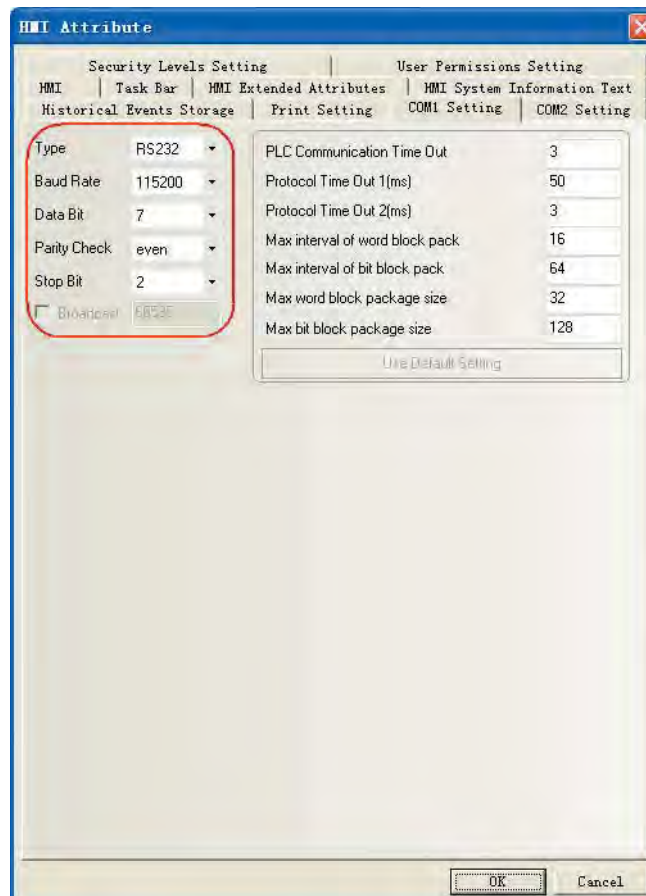 HMI Attribute
Security Levels Setting User Permissions Setting
HMI Task Bar HMI Extended Attributes HMI System Information Text
Historical Events Storage Print Setting COM1 Setting COM2 Setting
Type RS232
Baud Rate 115200
Data Bit 7
Parity Check even
Stop Bit 2
Broadcast 65535
PLC Communication Time Out 3
Protocol Time Out 1(ms) 50
Protocol Time Out 2(ms) 3
Max interval of word block pack 16
Max interval of bit block pack 64
Max word block package size 32
Max bit block package size 128
Use Default Setting
OK Cancel